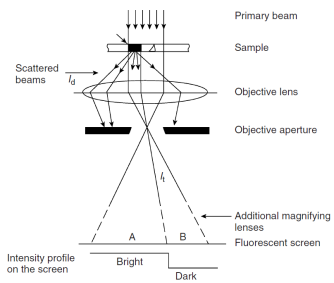 Primary beam
Sample
Scattered
beams
I_d
Objective lens
Objective aperture
I_t
Additional magnifying
lenses
A
B
Fluorescent screen
Intensity profile
on the screen
Bright
Dark